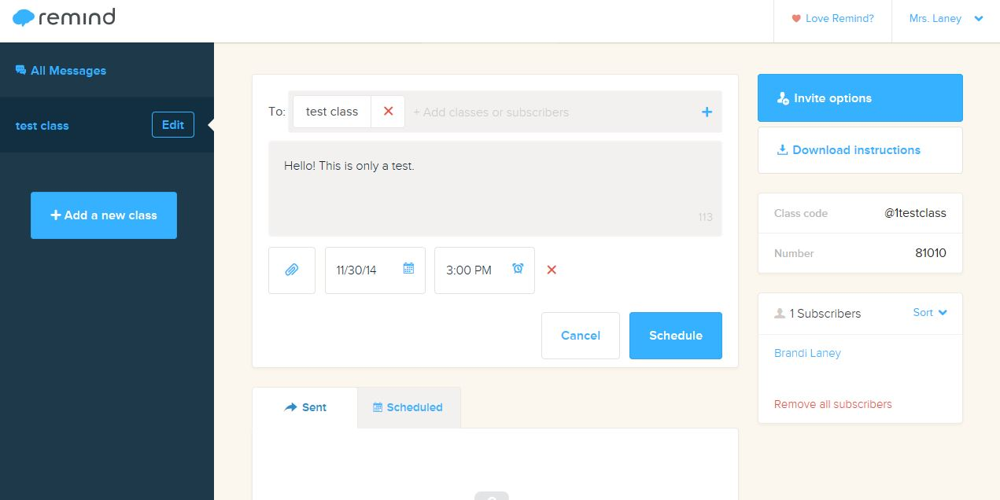 remind
Love Remind?
Mrs. Laney
All Messages
test class
Edit
+ Add a new class
To:
test class
+ Add classes or subscribers
Hello! This is only a test.
113
11/30/14
3:00 PM
Cancel
Schedule
Sent
Scheduled
Invite options
Download instructions
Class code @1testclass
Number 81010
1 Subscribers
Sort
Brandi Laney
Remove all subscribers